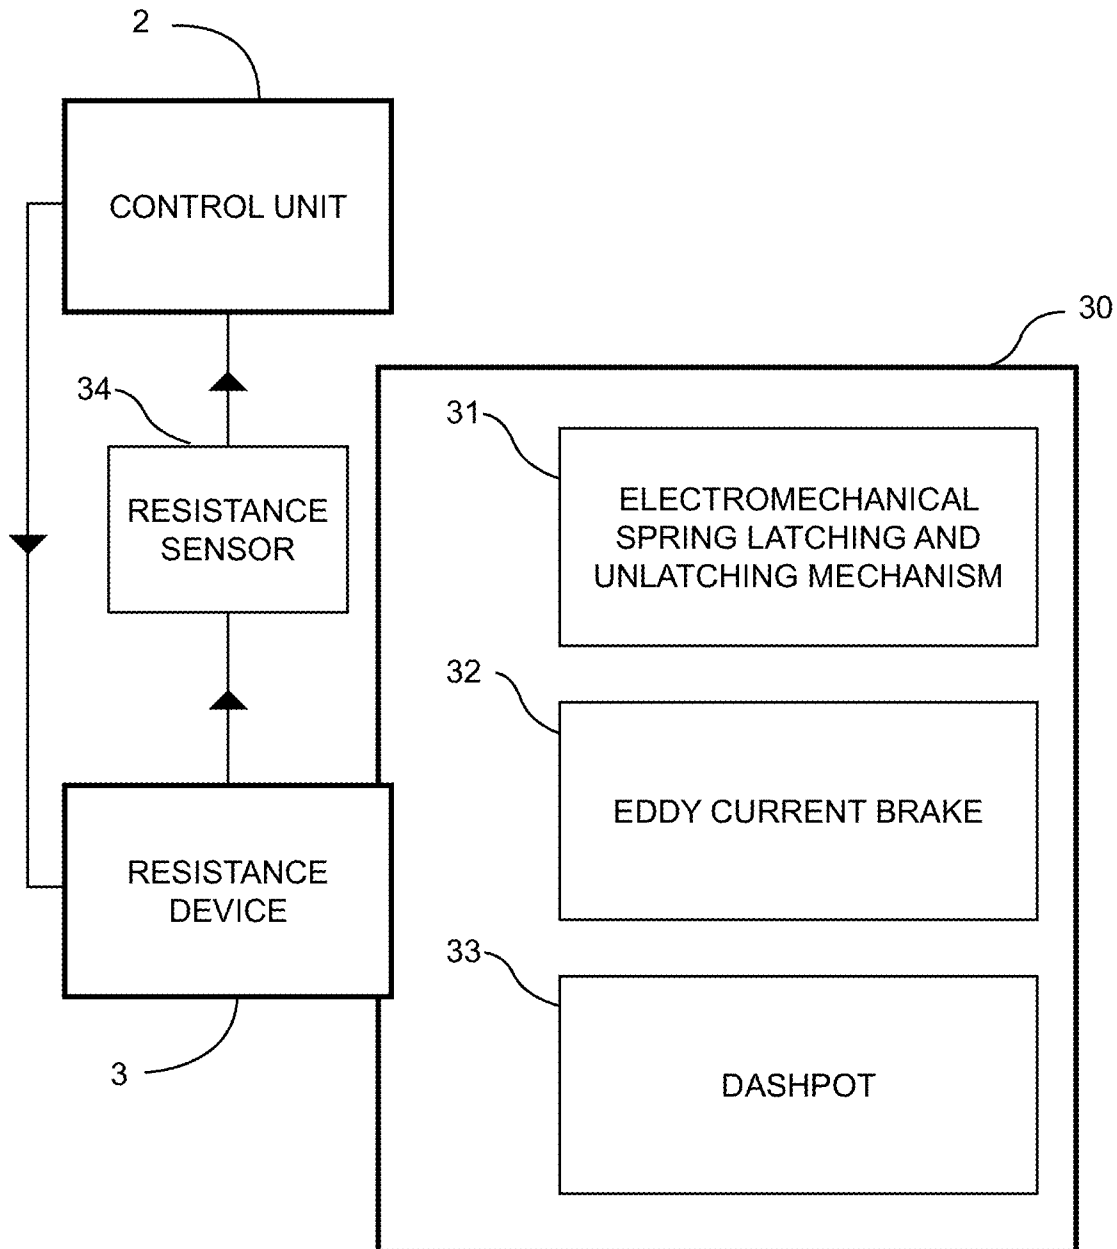 2
CONTROL UNIT
30
34
31
RESISTANCE
SENSOR
ELECTROMECHANICAL
SPRING LATCHING AND
UNLATCHING MECHANISM
32
EDDY CURRENT BRAKE
RESISTANCE
DEVICE
33
3
DASHPOT